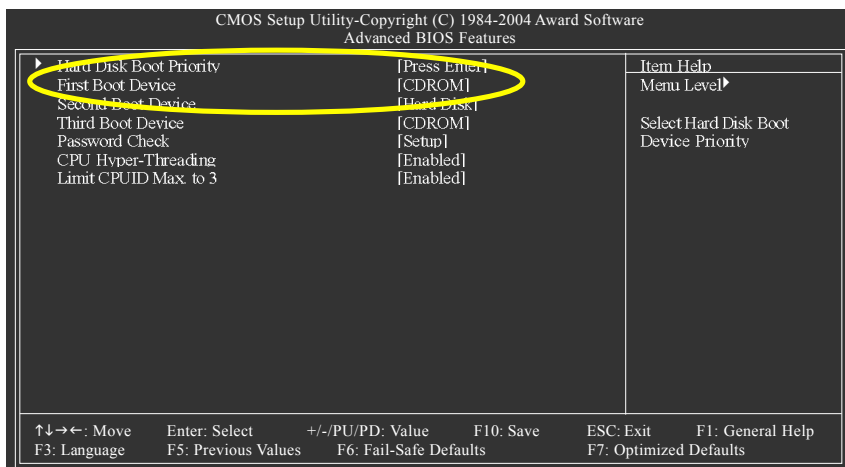 CMOS Setup Utility-Copyright (C) 1984-2004 Award Software
Advanced BIOS Features
Hard Disk Boot Priority [Press Enter] Item Help
First Boot Device [CDROM] Menu Level
Second Boot Device [Hard Disk]
Third Boot Device [CDROM] Select Hard Disk Boot
Password Check [Setup] Device Priority
CPU Hyper-Threading [Enabled]
Limit CPUID Max. to 3 [Enabled]
↑↓→←: Move Enter: Select +/-/PU/PD: Value F10: Save ESC: Exit F1: General Help
F3: Language F5: Previous Values F6: Fail-Safe Defaults F7: Optimized Defaults